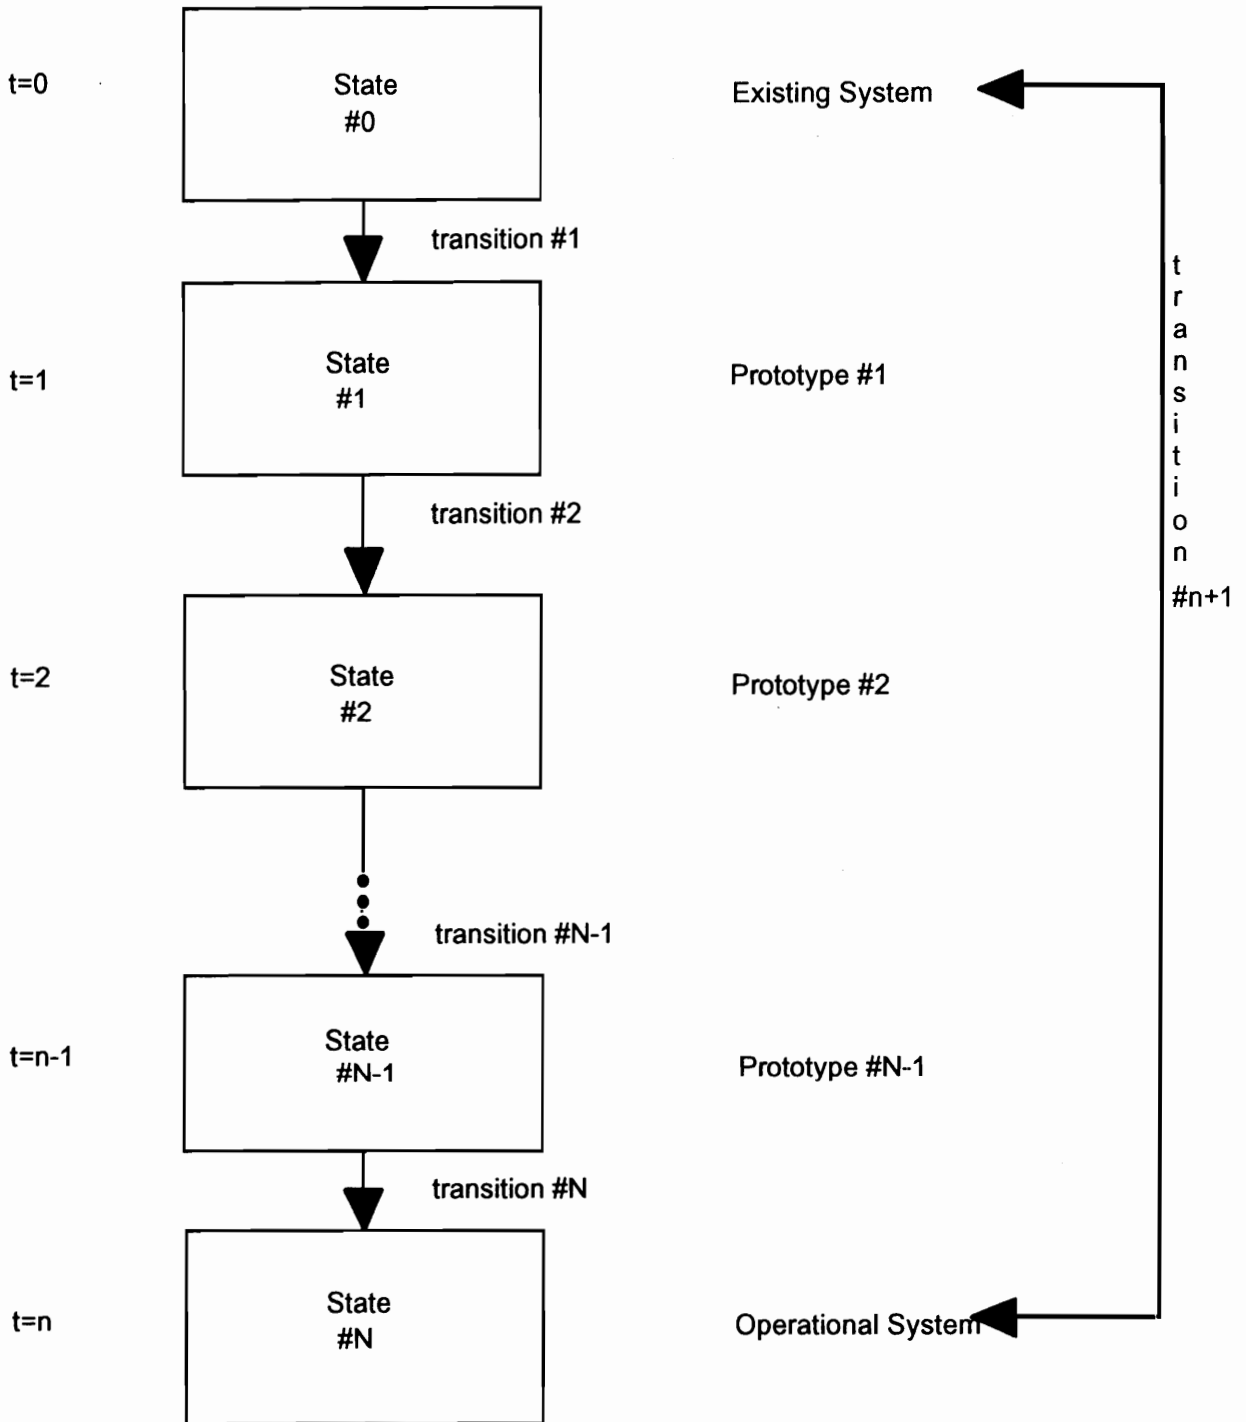 t=0
State
#0
Existing System
transition #1
t=1
State
#1
Prototype #1
transition
#n+1
transition #2
t=2
State
#2
Prototype #2
transition #N-1
t=n-1
State
#N-1
Prototype #N-1
transition #N
t=n
State
#N
Operational System